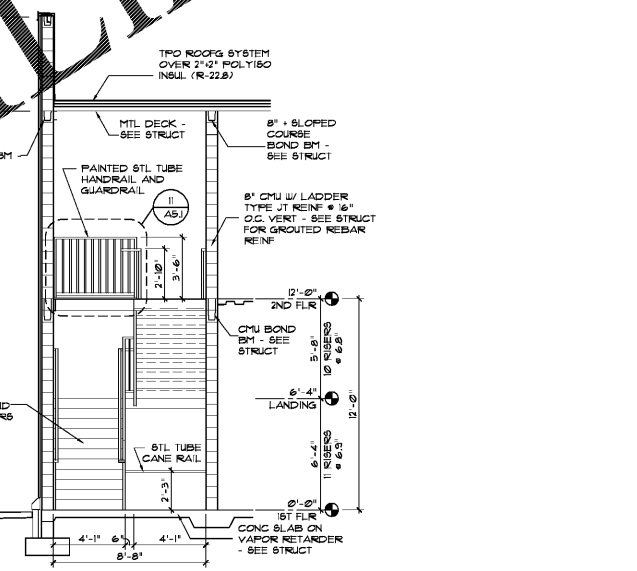 TPO ROOFG SYSTEM
OVER 2"+2" POLYISO
INSUL (R-22.8)
MTL DECK -
SEE STRUCT
8" + SLOPED
COURSE
BOND BM -
SEE STRUCT
BM
PAINTED STL TUBE
HANDRAIL AND
GUARDRAIL
11
A5.1
8" CMU W/ LADDER
TYPE JT REINF @ 16"
O.C. VERT - SEE STRUCT
FOR GROUTED REBAR
REINF
2'-10"
3'-6"
12'-0"
2ND FLR
CMU BOND
BM - SEE
STRUCT
5'-8"
10 RISERS
@ 6.8"
6'-4"
LANDING
12'-0"
6'-4"
11 RISERS
@ 6.9"
STL TUBE
CANE RAIL
2'-3"
0'-0"
1ST FLR
CONC SLAB ON
VAPOR RETARDER
- SEE STRUCT
4'-1"
6"
4'-1"
8'-8"